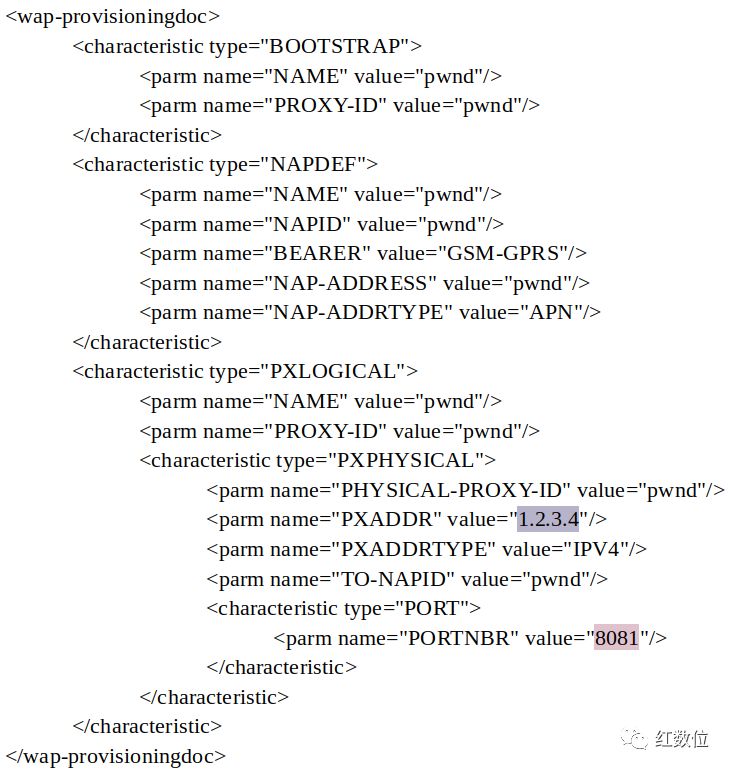 <wap-provisioningdoc>
<characteristic type="BOOTSTRAP">
<parm name="NAME" value="pwnd"/>
<parm name="PROXY-ID" value="pwnd"/>
</characteristic>
<characteristic type="NAPDEF">
<parm name="NAME" value="pwnd"/>
<parm name="NAPID" value="pwnd"/>
<parm name="BEARER" value="GSM-GPRS"/>
<parm name="NAP-ADDRESS" value="pwnd"/>
<parm name="NAP-ADDRTYPE" value="APN"/>
</characteristic>
<characteristic type="PXLOGICAL">
<parm name="NAME" value="pwnd"/>
<parm name="PROXY-ID" value="pwnd"/>
<characteristic type="PXPHYSICAL">
<parm name="PHYSICAL-PROXY-ID" value="pwnd"/>
<parm name="PXADDR" value="1.2.3.4"/>
<parm name="PXADDRTYPE" value="IPV4"/>
<parm name="TO-NAPID" value="pwnd"/>
<characteristic type="PORT">
<parm name="PORTNBR" value="8081"/>
</characteristic>
</characteristic>
</characteristic>
</wap-provisioningdoc>
红数位